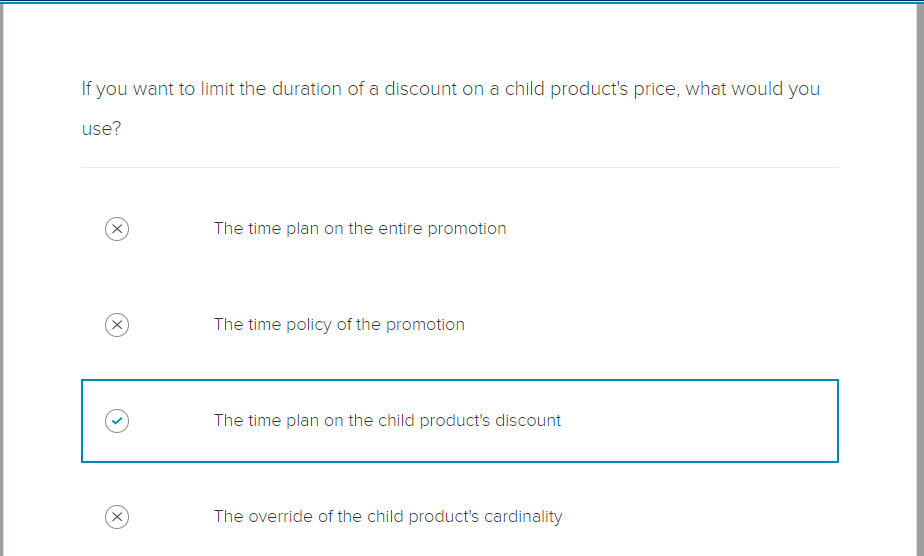 If you want to limit the duration of a discount on a child product's price, what would you
use?
The time plan on the entire promotion
The time policy of the promotion
The time plan on the child product's discount
The override of the child product's cardinality